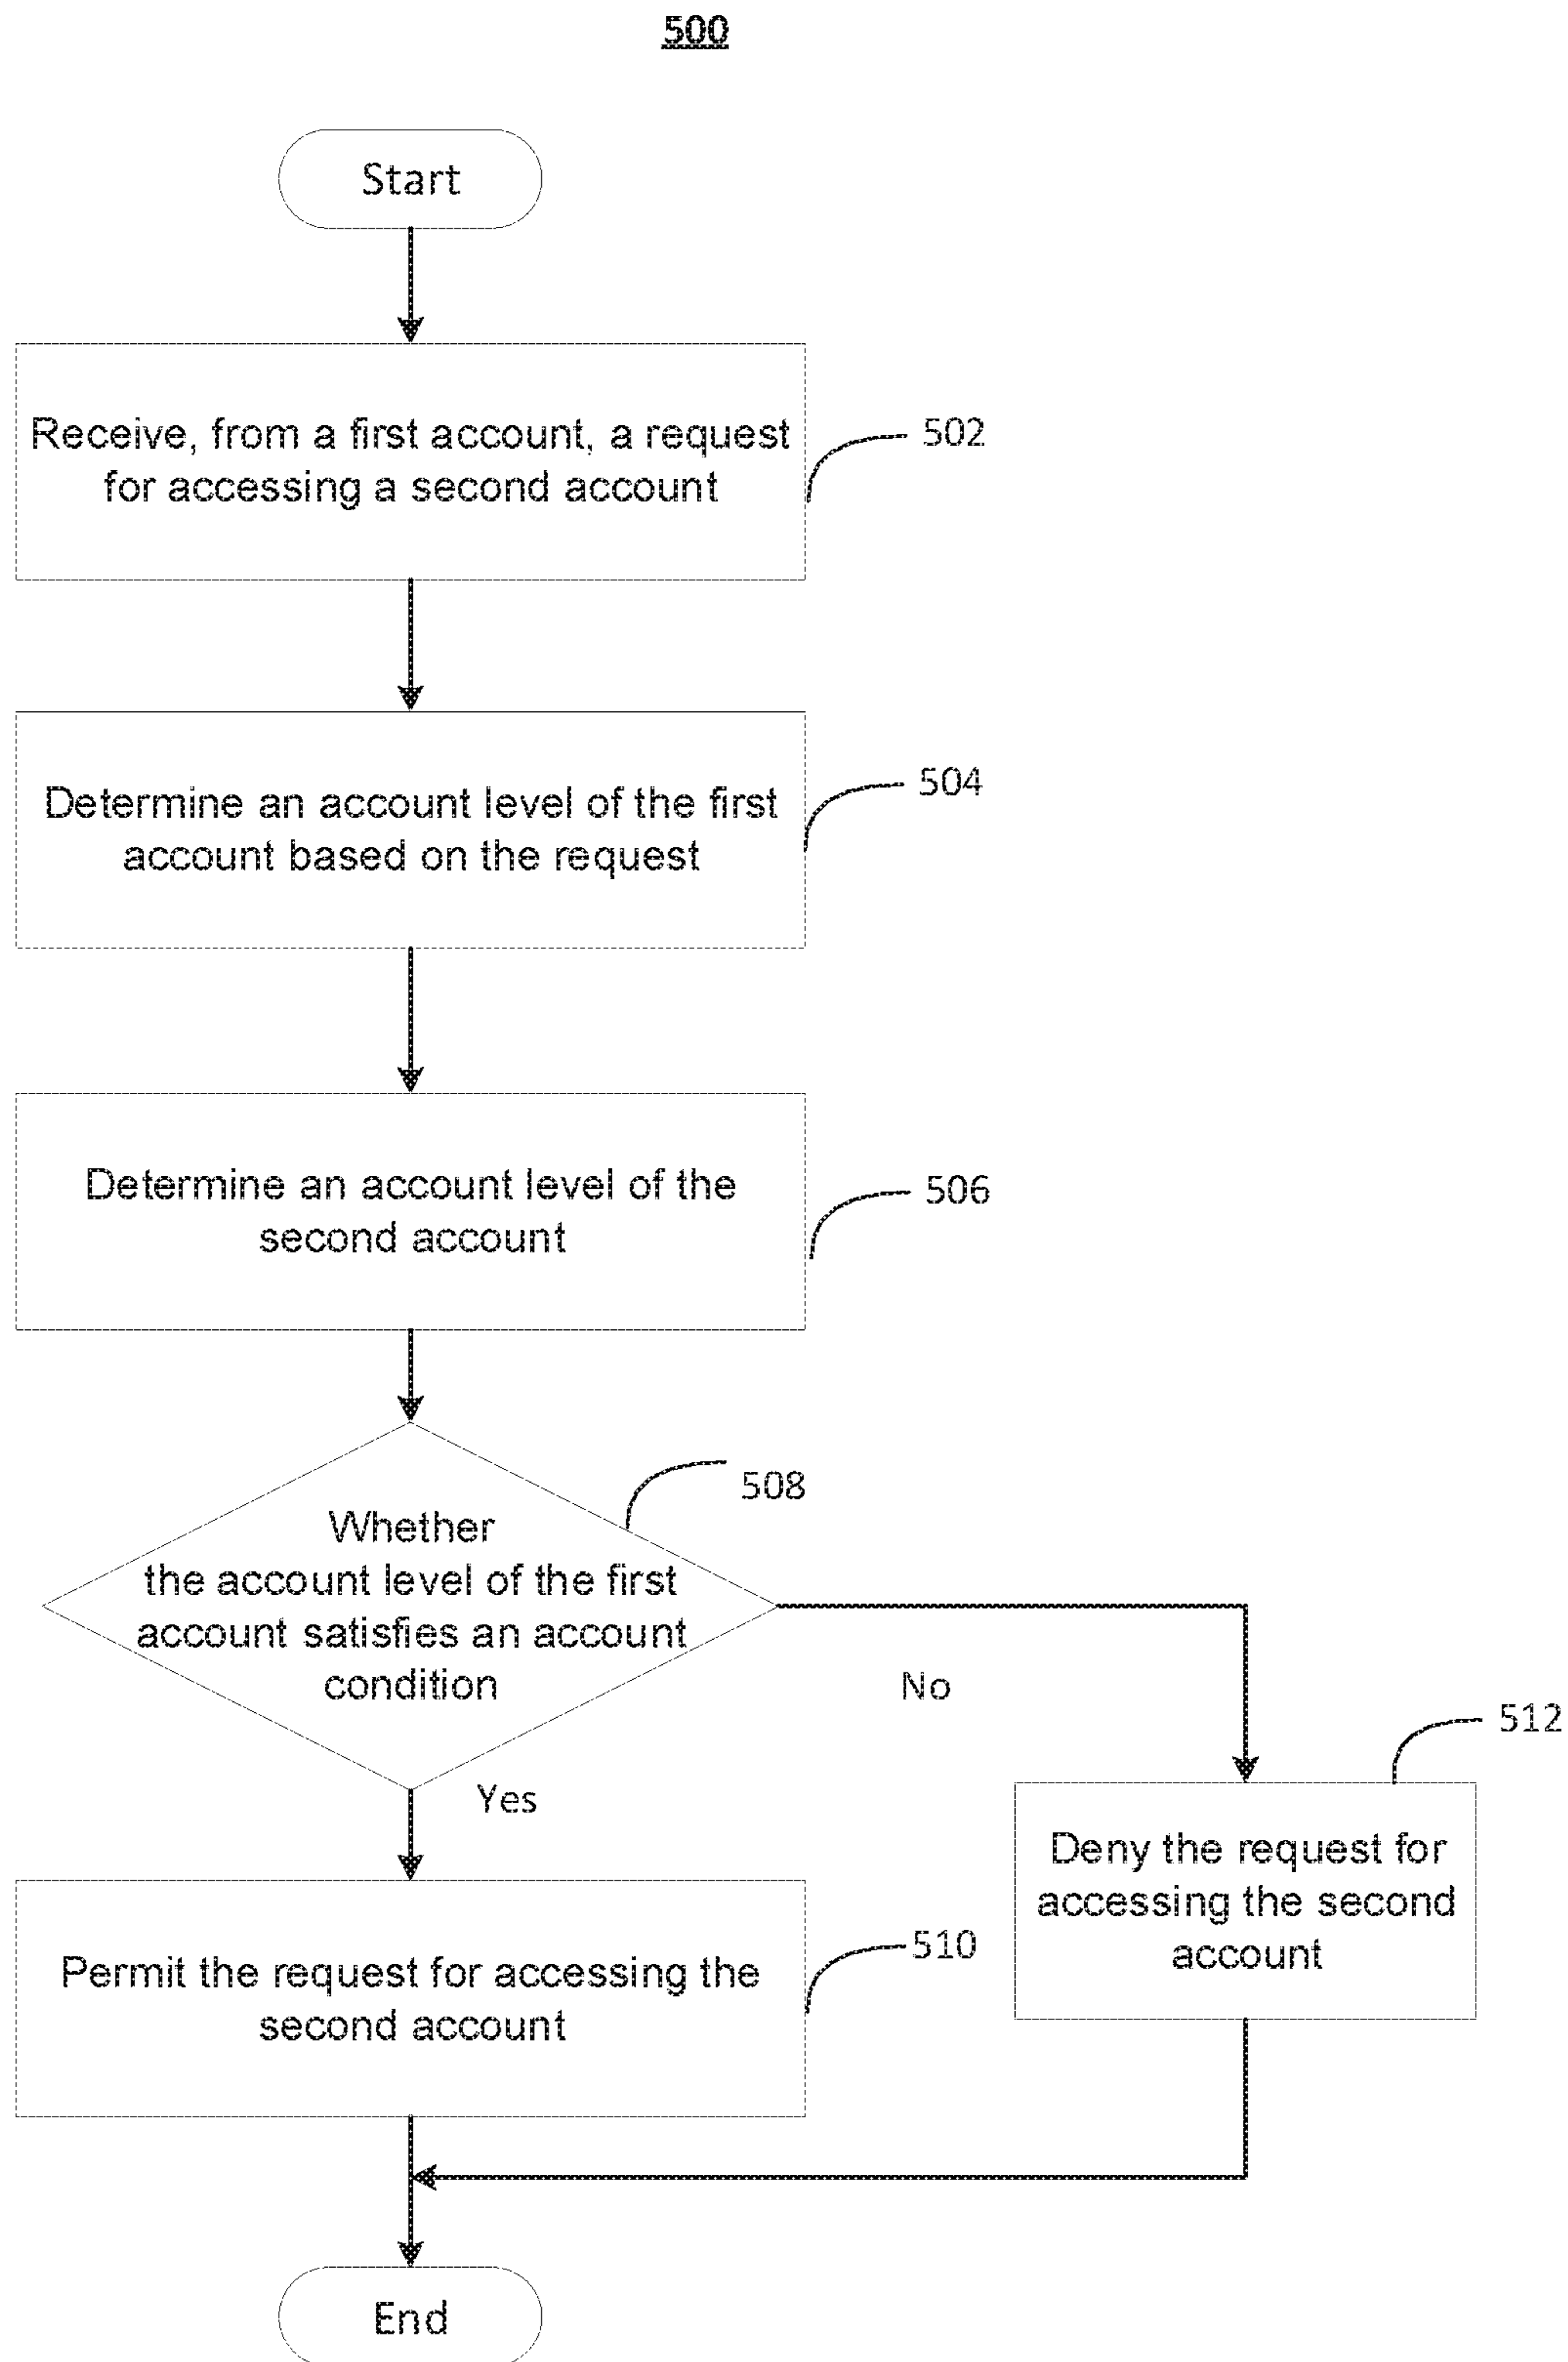 500
Start
Receive, from a first account, a request
for accessing a second account
502
Determine an account level of the first
account based on the request
504
Determine an account level of the
second account
506
508
Whether
the account level of the first
account satisfies an account
condition
No
Yes
512
Deny the request for
accessing the second
account
Permit the request for accessing the
second account
510
End